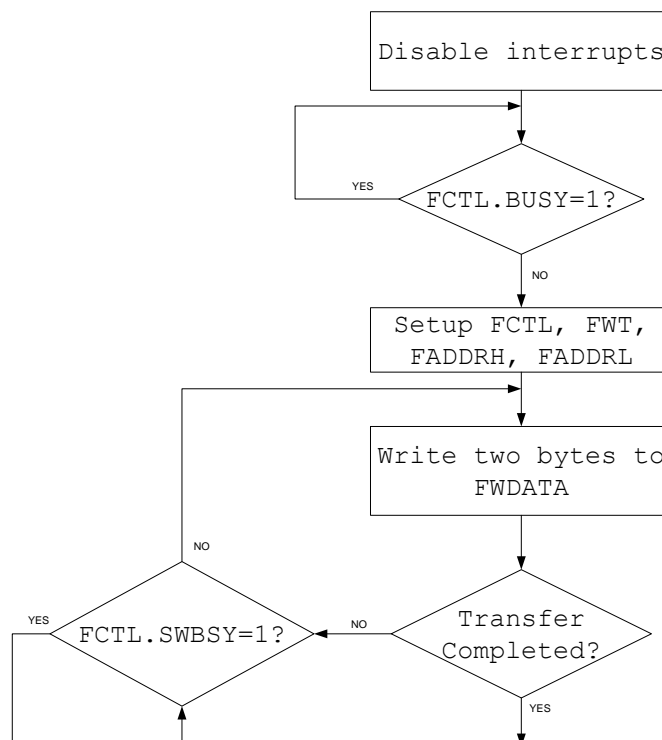 Disable interrupts
YES
FCTL.BUSY=1?
NO
Setup FCTL, FWT,
FADDRH, FADDRL
Write two bytes to
FWDATA
NO
YES
FCTL.SWBSY=1?
NO
Transfer
Completed?
YES